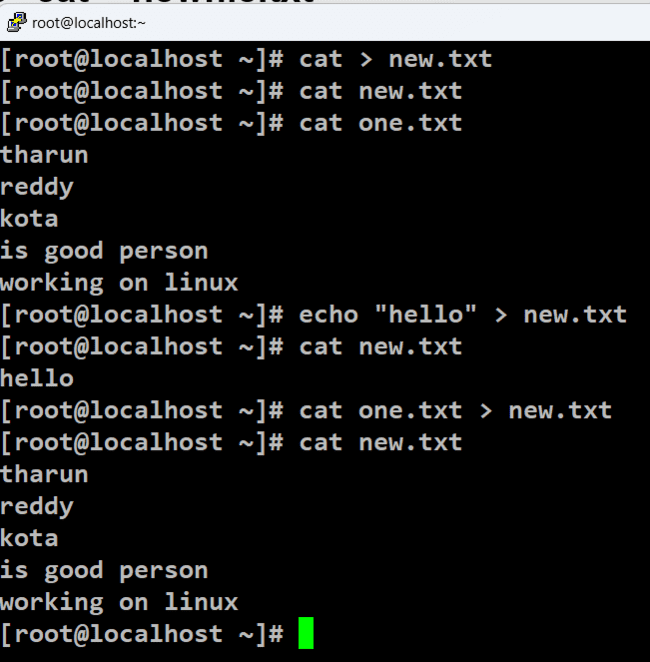 root@localhost:~
[root@localhost ~]# cat > new.txt
[root@localhost ~]# cat new.txt
[root@localhost ~]# cat one.txt
tharun
reddy
kota
is good person
working on linux
[root@localhost ~]# echo "hello" > new.txt
[root@localhost ~]# cat new.txt
hello
[root@localhost ~]# cat one.txt > new.txt
[root@localhost ~]# cat new.txt
tharun
reddy
kota
is good person
working on linux
[root@localhost ~]#